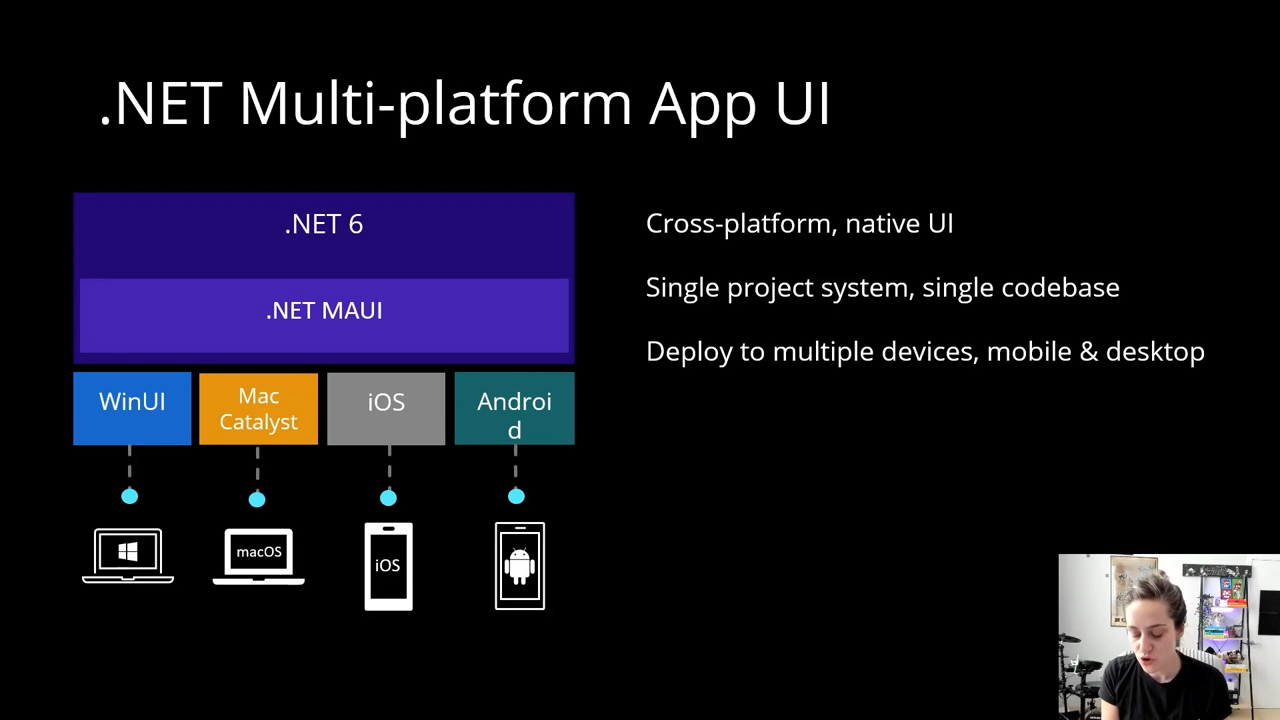 .NET Multi-platform App UI
.NET 6
.NET MAUI
WinUI
Mac
Catalyst
iOS
Androi
d
macOS
iOS
Cross-platform, native UI
Single project system, single codebase
Deploy to multiple devices, mobile & desktop